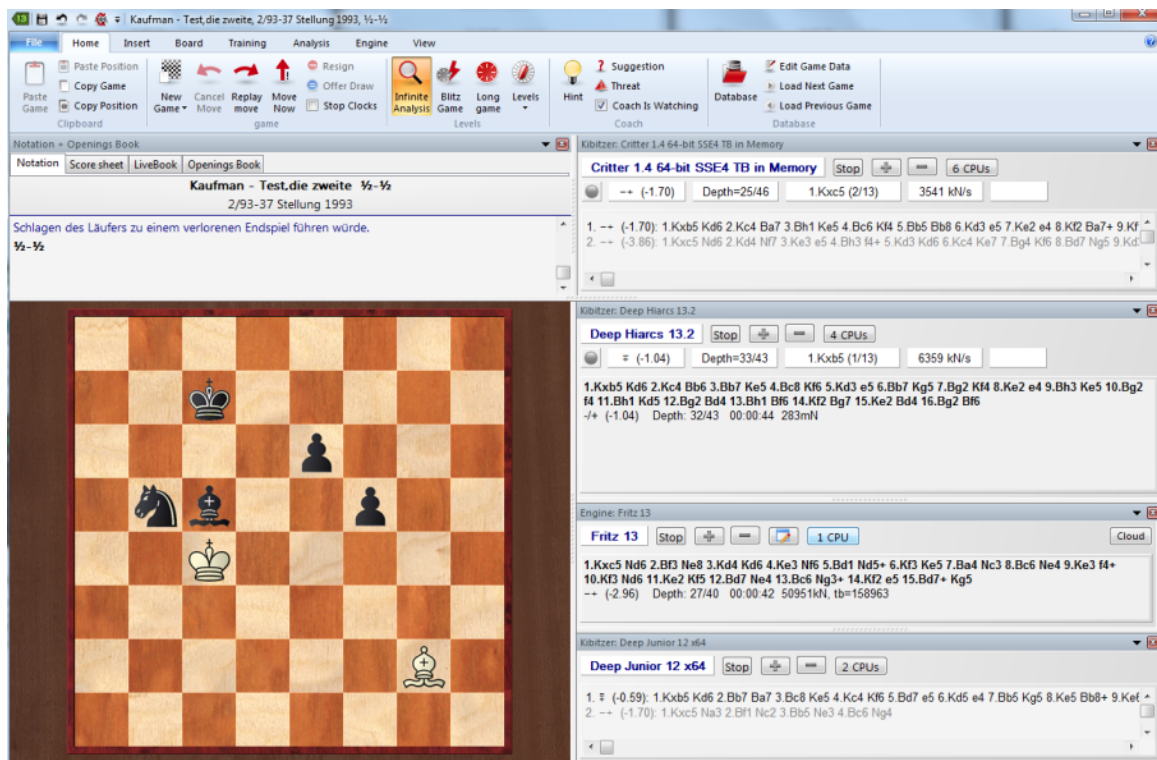 13 Kaufman - Test,die zweite, 2/93-37 Stellung 1993, ½-½
File Home Insert Board Training Analysis Engine View
Paste Game
Paste Position
Copy Game
Copy Position
Clipboard
New Game
Cancel Move
Replay move
Move Now
Resign
Offer Draw
Stop Clocks
game
Infinite Analysis
Blitz Game
Long game
Levels
Levels
Hint
Suggestion
Threat
Coach Is Watching
Coach
Database
Edit Game Data
Load Next Game
Load Previous Game
Database
Notation + Openings Book
Notation Score sheet LiveBook Openings Book
Kaufman - Test,die zweite ½-½
2/93-37 Stellung 1993
Schlagen des Läufers zu einem verlorenen Endspiel führen würde.
½-½
Kibitzer: Critter 1.4 64-bit SSE4 TB in Memory
Critter 1.4 64-bit SSE4 TB in Memory Stop 6 CPUs
-+ (-1.70) Depth=25/46 1.Kxc5 (2/13) 3541 kN/s
1. -+ (-1.70): 1.Kxb5 Kd6 2.Kc4 Ba7 3.Bh1 Ke5 4.Bc6 Kf4 5.Bb5 Bb8 6.Kd3 e5 7.Ke2 e4 8.Kf2 Ba7+ 9.Kf
2. -+ (-3.86): 1.Kxc5 Nd6 2.Kd4 Nf7 3.Ke3 e5 4.Bh3 f4+ 5.Kd3 Kd6 6.Kc4 Ke7 7.Bg4 Kf6 8.Bd7 Ng5 9.Kd
Kibitzer: Deep Hiarcs 13.2
Deep Hiarcs 13.2 Stop 4 CPUs
∓ (-1.04) Depth=33/43 1.Kxb5 (1/13) 6359 kN/s
1.Kxb5 Kd6 2.Kc4 Bb6 3.Bb7 Ke5 4.Bc8 Kf6 5.Kd3 e5 6.Bb7 Kg5 7.Bg2 Kf4 8.Ke2 e4 9.Bh3 Ke5 10.Bg2
f4 11.Bh1 Kd5 12.Bg2 Bd4 13.Bh1 Bf6 14.Kf2 Bg7 15.Ke2 Bd4 16.Bg2 Bf6
-/+ (-1.04) Depth: 32/43 00:00:44 283mN
Engine: Fritz 13
Fritz 13 Stop 1 CPU Cloud
1.Kxc5 Nd6 2.Bf3 Ne8 3.Kd4 Kd6 4.Ke3 Nf6 5.Bd1 Nd5+ 6.Kf3 Ke5 7.Ba4 Nc3 8.Bc6 Ne4 9.Ke3 f4+
10.Kf3 Nd6 11.Ke2 Kf5 12.Bd7 Ne4 13.Bc6 Ng3+ 14.Kf2 e5 15.Bd7+ Kg5
-+ (-2.96) Depth: 27/40 00:00:42 50951kN, tb=158963
Kibitzer: Deep Junior 12 x64
Deep Junior 12 x64 Stop 2 CPUs
1. ∓ (-0.59): 1.Kxb5 Kd6 2.Bb7 Ba7 3.Bc8 Ke5 4.Kc4 Kf6 5.Bd7 e5 6.Kd5 e4 7.Bb5 Kg5 8.Ke5 Bb8+ 9.Ke6
2. -+ (-1.70): 1.Kxc5 Na3 2.Bf1 Nc2 3.Bb5 Ne3 4.Bc6 Ng4